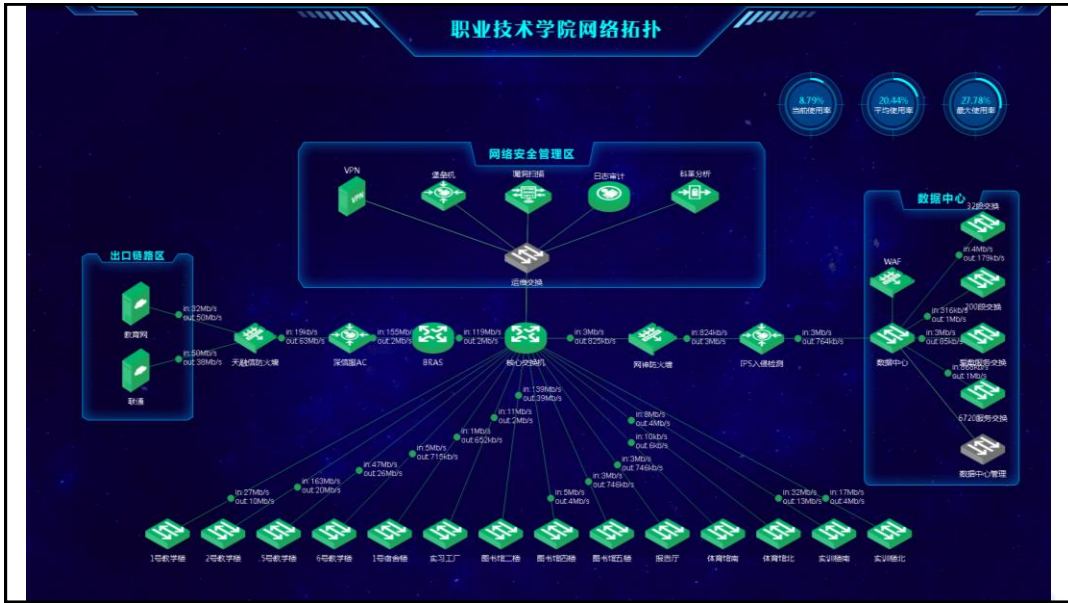 职业技术学院网络拓扑
8.79%
当前使用率
20.44%
平均使用率
27.78%
最大使用率
网络安全管理区
VPN
堡垒机
漏洞扫描
日志审计
科来分析
VPN
运维交换
数据中心
32段交换
in:4Mb/s
out:179kb/s
WAF
in:316kb/s
out:1Mb/s
200段交换
in:3Mb/s
out:85kb/s
数据中心
服务交换
out:1Mb/s
6720服务交换
数据中心管理
出口链路区
in:32Mb/s
out:50Mb/s
教育网
in:50Mb/s
out:38Mb/s
联通
天融信防火墙
in:19kb/s
out:63Mb/s
深信服AC
in:155Mb/s
out:2Mb/s
BRAS
in:119Mb/s
out:2Mb/s
核心交换机
in:3Mb/s
out:825kb/s
网神防火墙
in:824kb/s
out:3Mb/s
IPS入侵检测
in:3Mb/s
out:764kb/s
in:139Mb/s
out:39Mb/s
in:11Mb/s
out:2Mb/s
in:1Mb/s
out:652kb/s
in:5Mb/s
out:715kb/s
in:47Mb/s
out:26Mb/s
in:163Mb/s
out:20Mb/s
in:27Mb/s
out:10Mb/s
in:8Mb/s
out:4Mb/s
in:10kb/s
out:6kb/s
in:3Mb/s
out:746kb/s
in:3Mb/s
out:746kb/s
in:5Mb/s
out:4Mb/s
in:32Mb/s
out:13Mb/s
in:17Mb/s
out:4Mb/s
1号教学楼
2号教学楼
5号教学楼
6号教学楼
1号宿舍楼
实习工厂
图书馆二楼
图书馆四楼
图书馆五楼
报告厅
体育馆南
体育馆北
实训楼南
实训楼北